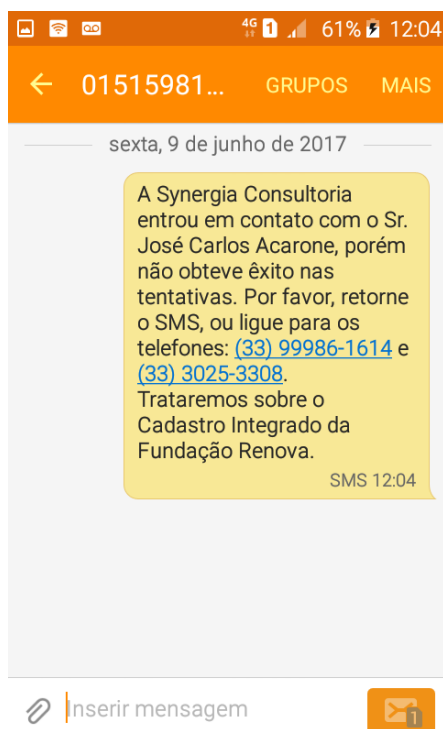 4G 1 61% 12:04
01515981... GRUPOS MAIS
sexta, 9 de junho de 2017
A Synergia Consultoria
entrou em contato com o Sr.
José Carlos Acarone, porém
não obteve êxito nas
tentativas. Por favor, retorne
o SMS, ou ligue para os
telefones: (33) 99986-1614 e
(33) 3025-3308.
Trataremos sobre o
Cadastro Integrado da
Fundação Renova.
SMS 12:04
Inserir mensagem
1